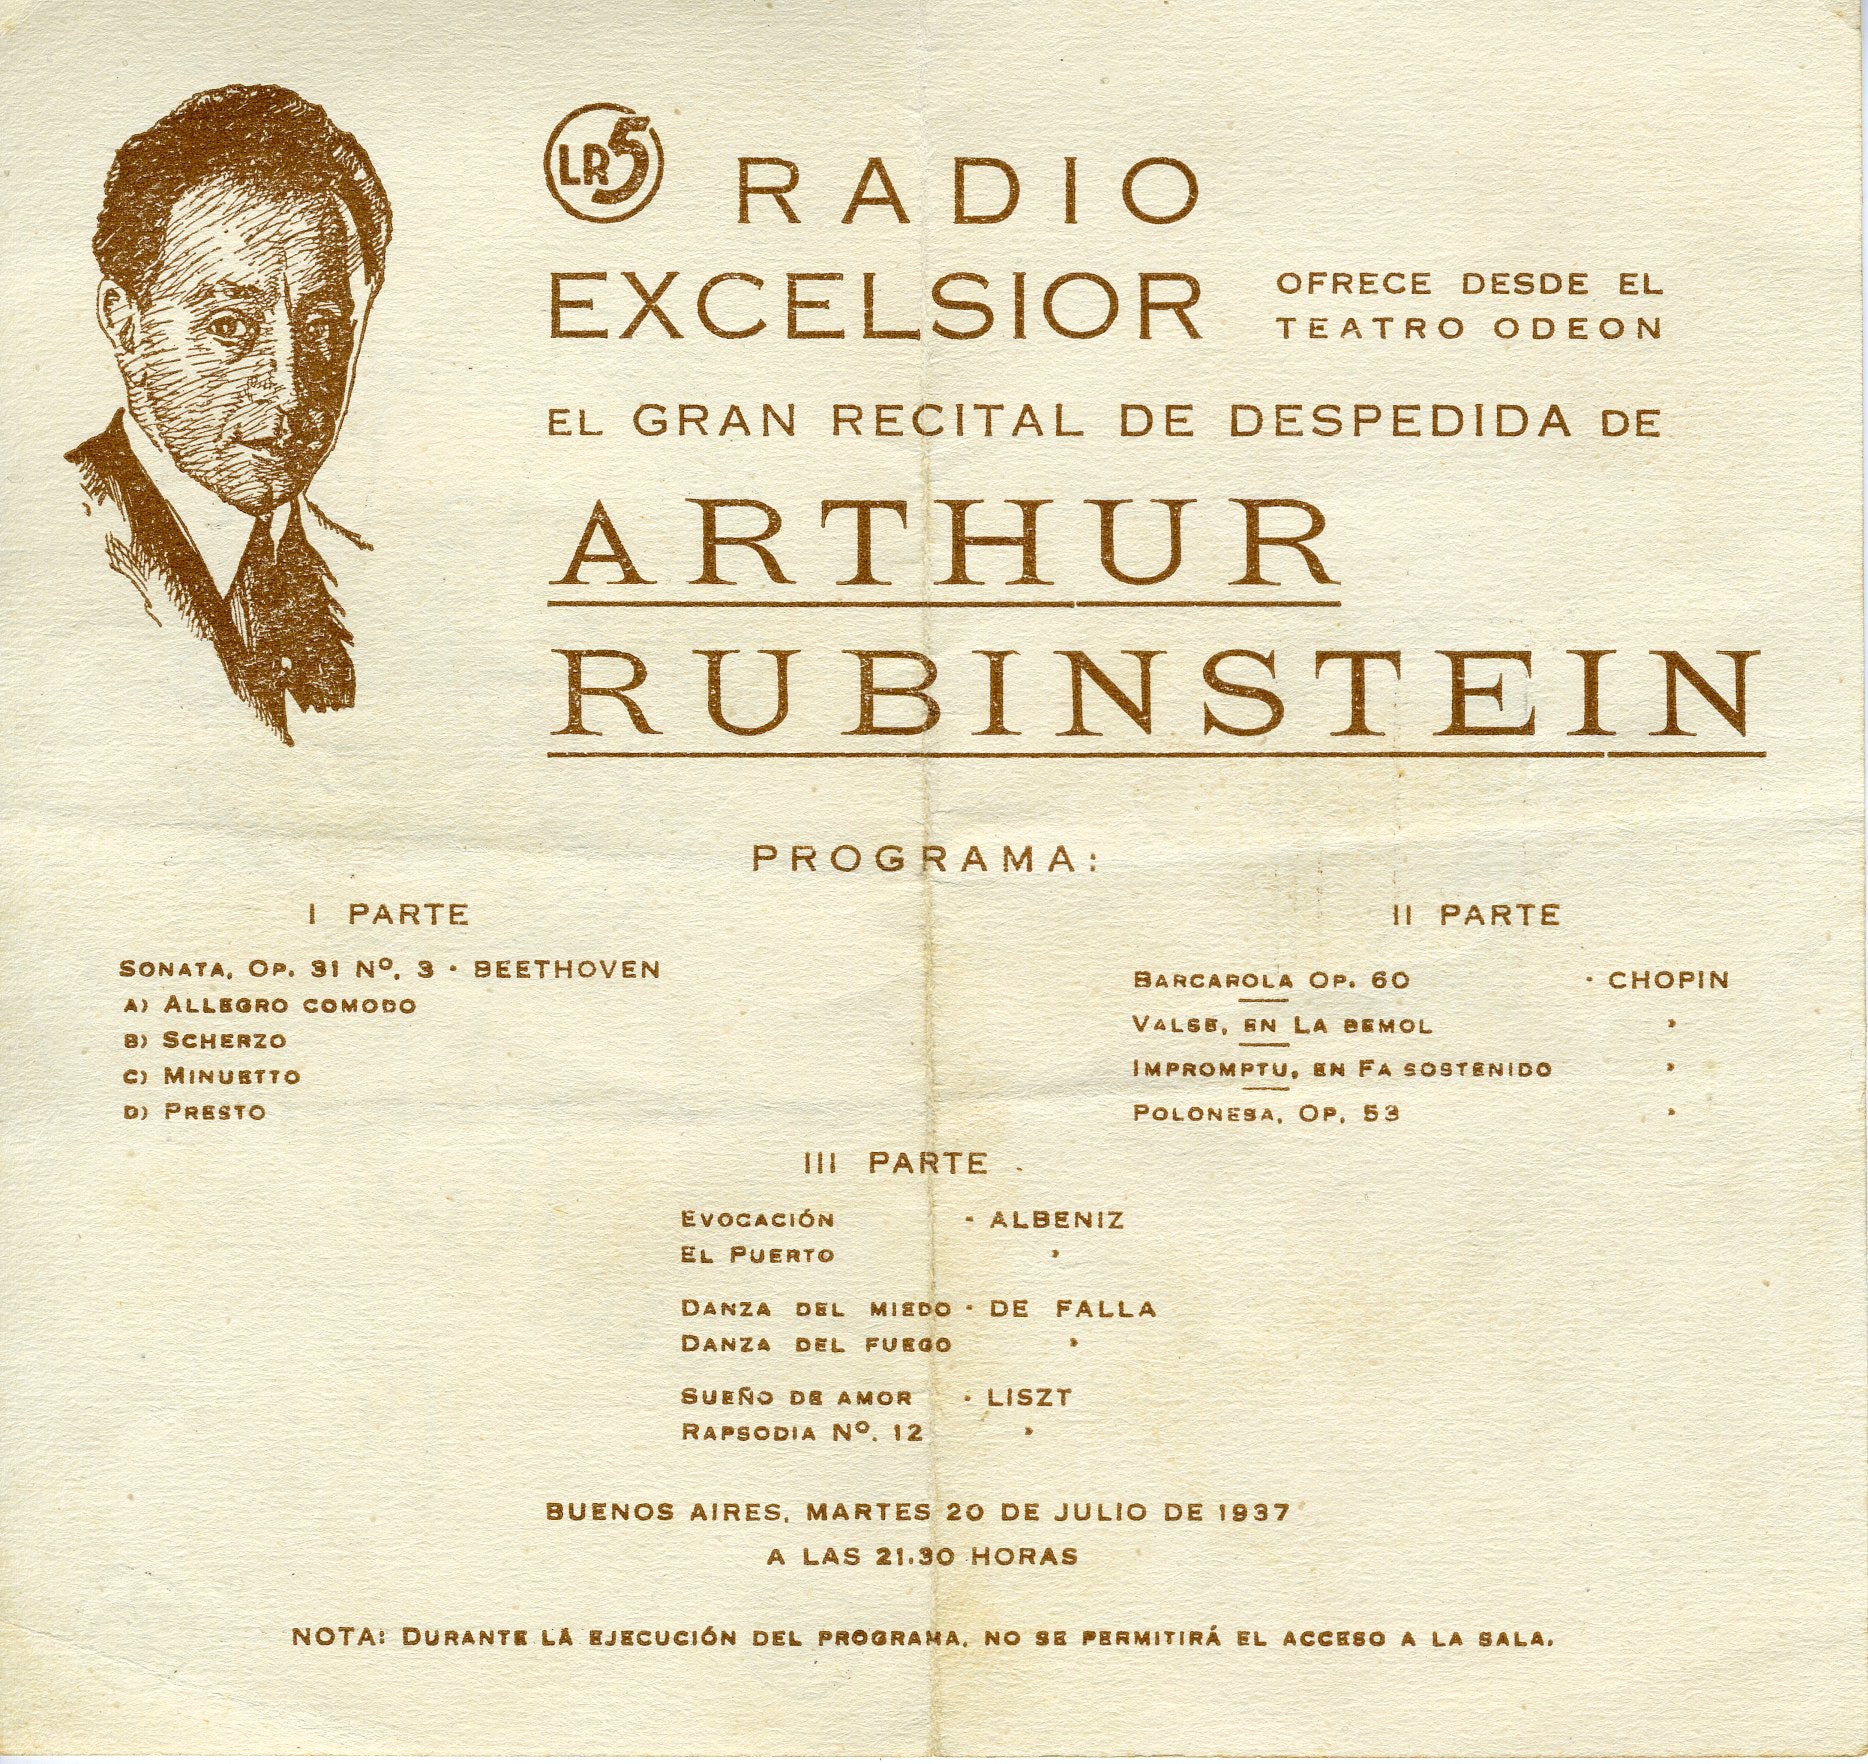 LR5 RADIO
EXCELSIOR OFRECE DESDE EL
TEATRO ODEON
EL GRAN RECITAL DE DESPEDIDA DE
ARTHUR
RUBINSTEIN
PROGRAMA:
I PARTE
SONATA, OP. 31 Nº. 3 · BEETHOVEN
A) ALLEGRO COMODO
B) SCHERZO
C) MINUETTO
D) PRESTO
II PARTE
BARCAROLA OP. 60 · CHOPIN
VALSE, EN LA BEMOL »
IMPROMPTU, EN FA SOSTENIDO »
POLONESA, OP. 53 »
III PARTE
EVOCACIÓN · ALBENIZ
EL PUERTO »
DANZA DEL MIEDO · DE FALLA
DANZA DEL FUEGO »
SUEÑO DE AMOR · LISZT
RAPSODIA Nº. 12 »
BUENOS AIRES, MARTES 20 DE JULIO DE 1937
A LAS 21.30 HORAS
NOTA: DURANTE LA EJECUCIÓN DEL PROGRAMA, NO SE PERMITIRÁ EL ACCESO A LA SALA.